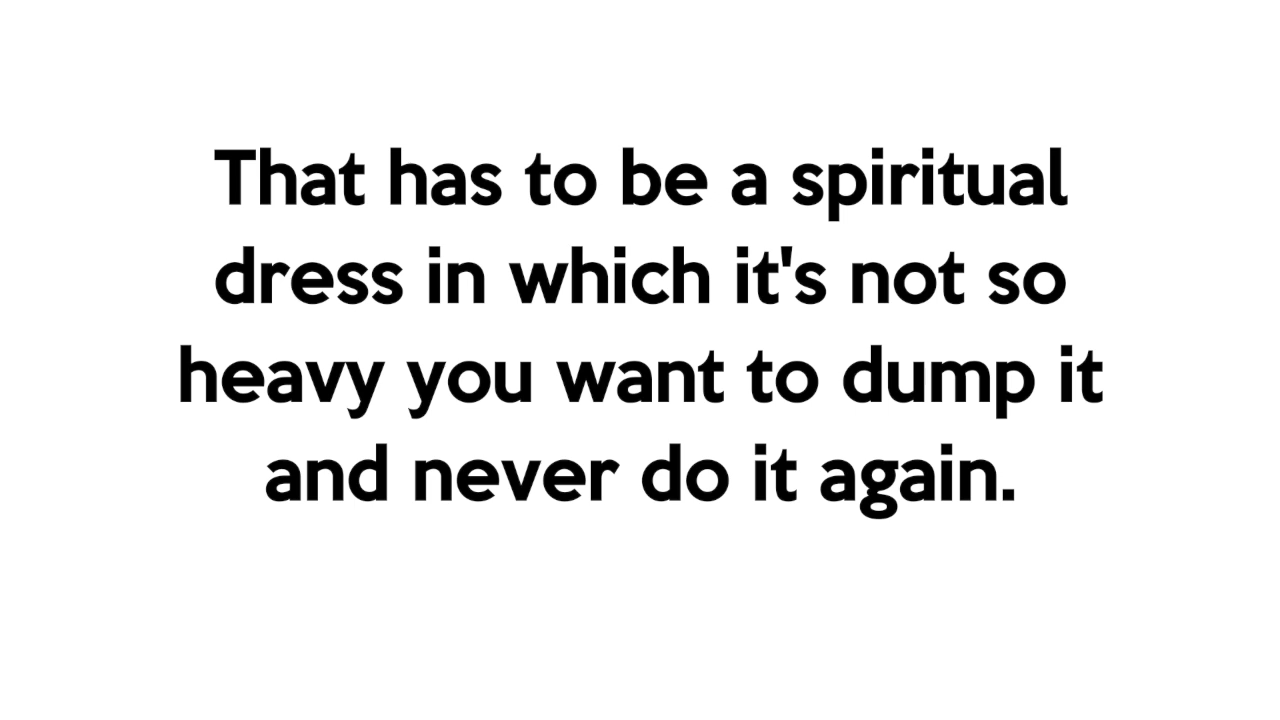 That has to be a spiritual
dress in which it's not so
heavy you want to dump it
and never do it again.